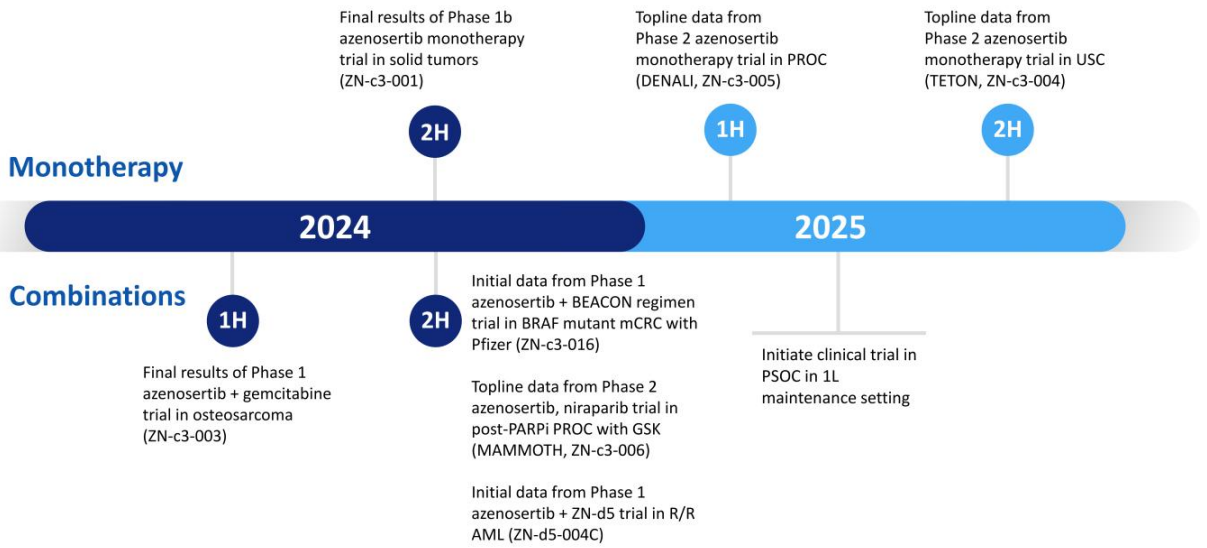 Final results of Phase 1b
azenosertib monotherapy
trial in solid tumors
(ZN-c3-001)
Topline data from
Phase 2 azenosertib
monotherapy trial in PROC
(DENALI, ZN-c3-005)
Topline data from
Phase 2 azenosertib
monotherapy trial in USC
(TETON, ZN-c3-004)
2H
1H
2H
Monotherapy
2024
2025
Combinations
1H
Final results of Phase 1
azenosertib + gemcitabine
trial in osteosarcoma
(ZN-c3-003)
2H
Initial data from Phase 1
azenosertib + BEACON regimen
trial in BRAF mutant mCRC with
Pfizer (ZN-c3-016)
Topline data from Phase 2
azenosertib, niraparib trial in
post-PARPi PROC with GSK
(MAMMOTH, ZN-c3-006)
Initial data from Phase 1
azenosertib + ZN-d5 trial in R/R
AML (ZN-d5-004C)
Initiate clinical trial in
PSOC in 1L
maintenance setting